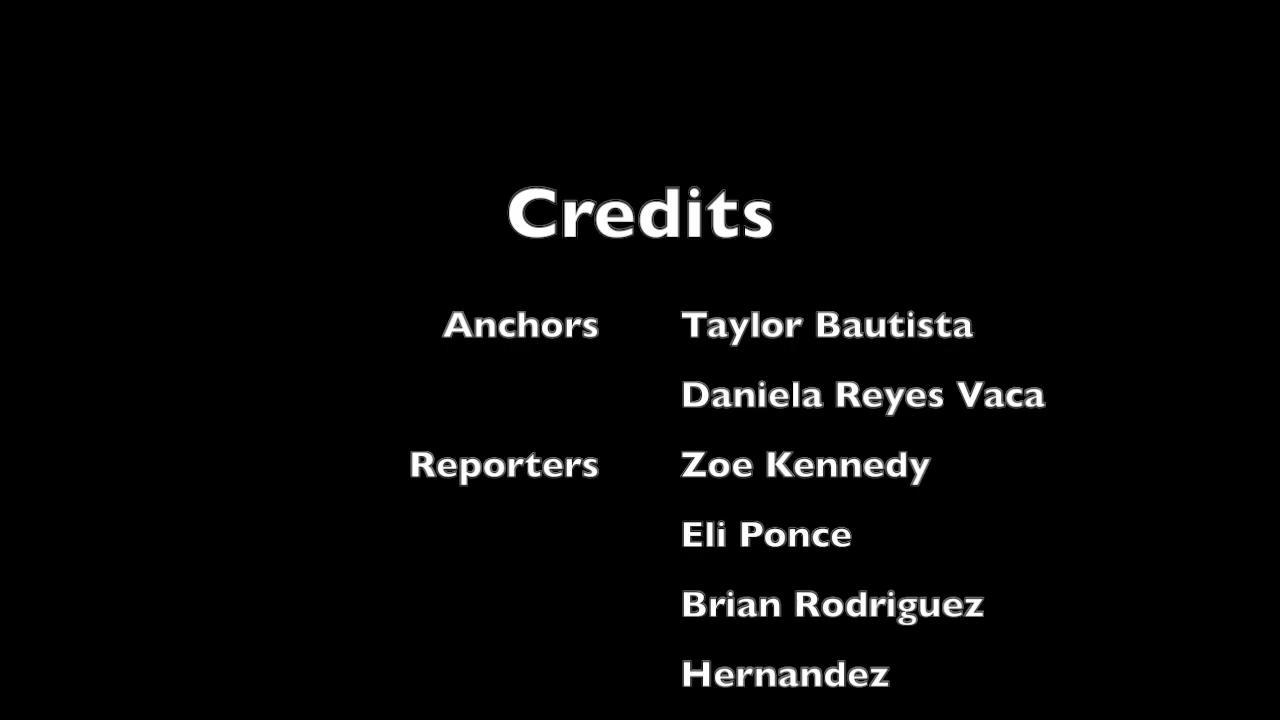 Credits
Anchors Taylor Bautista
Daniela Reyes Vaca
Reporters Zoe Kennedy
Eli Ponce
Brian Rodriguez
Hernandez